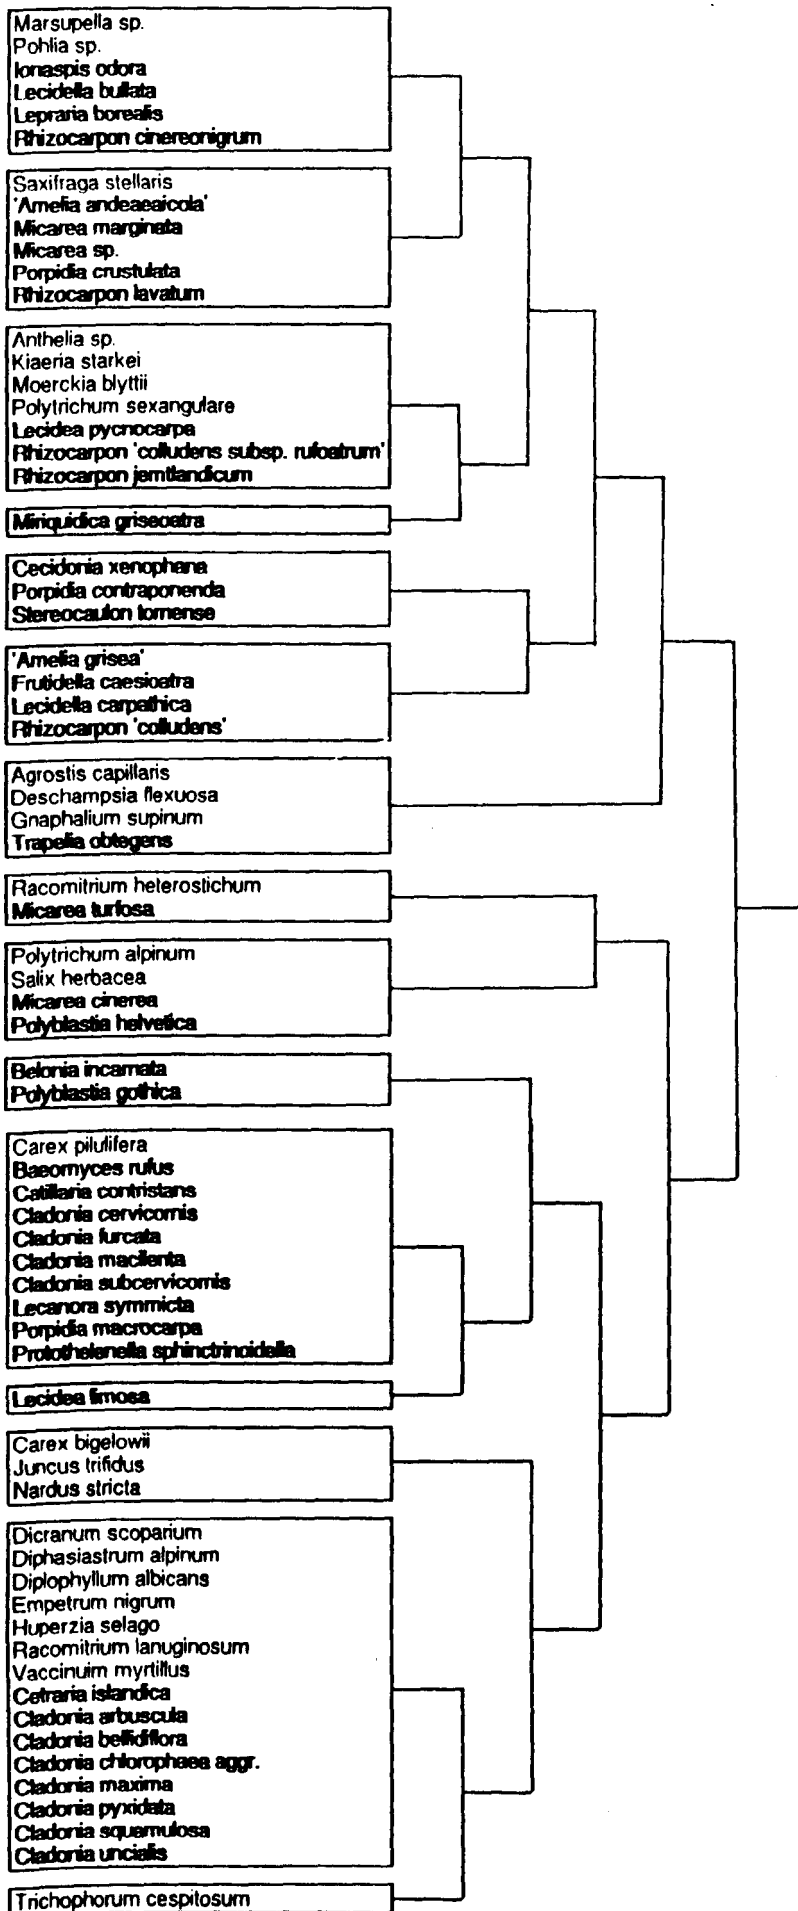 Marsupella sp.
Pohlia sp.
Ionaspis odora
Lecidella bullata
Lepraria borealis
Rhizocarpon cinereonigrum
Saxifraga stellaris
'Amelia andeaeaicola'
Micarea marginata
Micarea sp.
Porpidia crustulata
Rhizocarpon lavatum
Anthelia sp.
Kiaeria starkei
Moerckia blyttii
Polytrichum sexangulare
Lecidea pycnocarpa
Rhizocarpon 'colludens subsp. rufoatrum'
Rhizocarpon jemtlandicum
Miriquidica griseoatra
Cecidonia xenophana
Porpidia contraponenda
Stereocaulon tornense
'Amelia grisea'
Frutidella caesioatra
Lecidella carpathica
Rhizocarpon 'colludens'
Agrostis capillaris
Deschampsia flexuosa
Gnaphalium supinum
Trapelia obtegens
Racomitrium heterostichum
Micarea turfosa
Polytrichum alpinum
Salix herbacea
Micarea cinerea
Polyblastia helvetica
Belonia incarnata
Polyblastia gothica
Carex pilulifera
Baeomyces rufus
Catillaria contristans
Cladonia cervicornis
Cladonia furcata
Cladonia macilenta
Cladonia subcervicornis
Lecanora symmicta
Porpidia macrocarpa
Protothelenella sphinctrinoidella
Lecidea limosa
Carex bigelowii
Juncus trifidus
Nardus stricta
Dicranum scoparium
Diphasiastrum alpinum
Diplophyllum albicans
Empetrum nigrum
Huperzia selago
Racomitrium lanuginosum
Vaccinuim myrtillus
Cetraria islandica
Cladonia arbuscula
Cladonia bellidiflora
Cladonia chlorophaea aggr.
Cladonia maxima
Cladonia pyxidata
Cladonia squamulosa
Cladonia uncialis
Trichophorum cespitosum